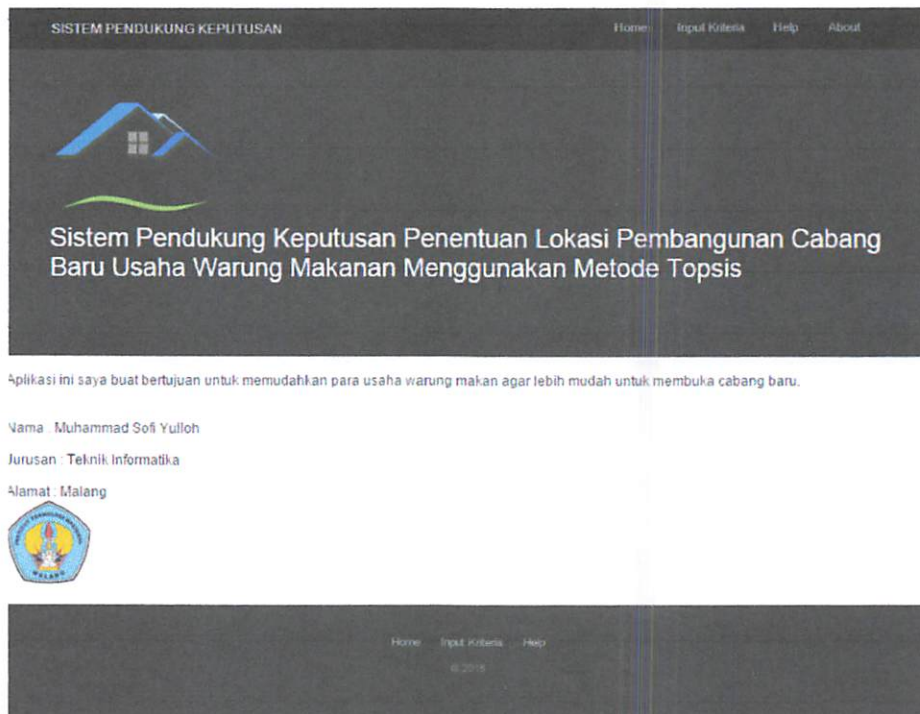 SISTEM PENDUKUNG KEPUTUSAN
Home Input Kriteria Help About
Sistem Pendukung Keputusan Penentuan Lokasi Pembangunan Cabang
Baru Usaha Warung Makanan Menggunakan Metode Topsis
Aplikasi ini saya buat bertujuan untuk memudahkan para usaha warung makan agar lebih mudah untuk membuka cabang baru.
Nama : Muhammad Sofi Yulloh
Jurusan : Teknik Informatika
Alamat : Malang
MALANG
Home Input Kriteria Help